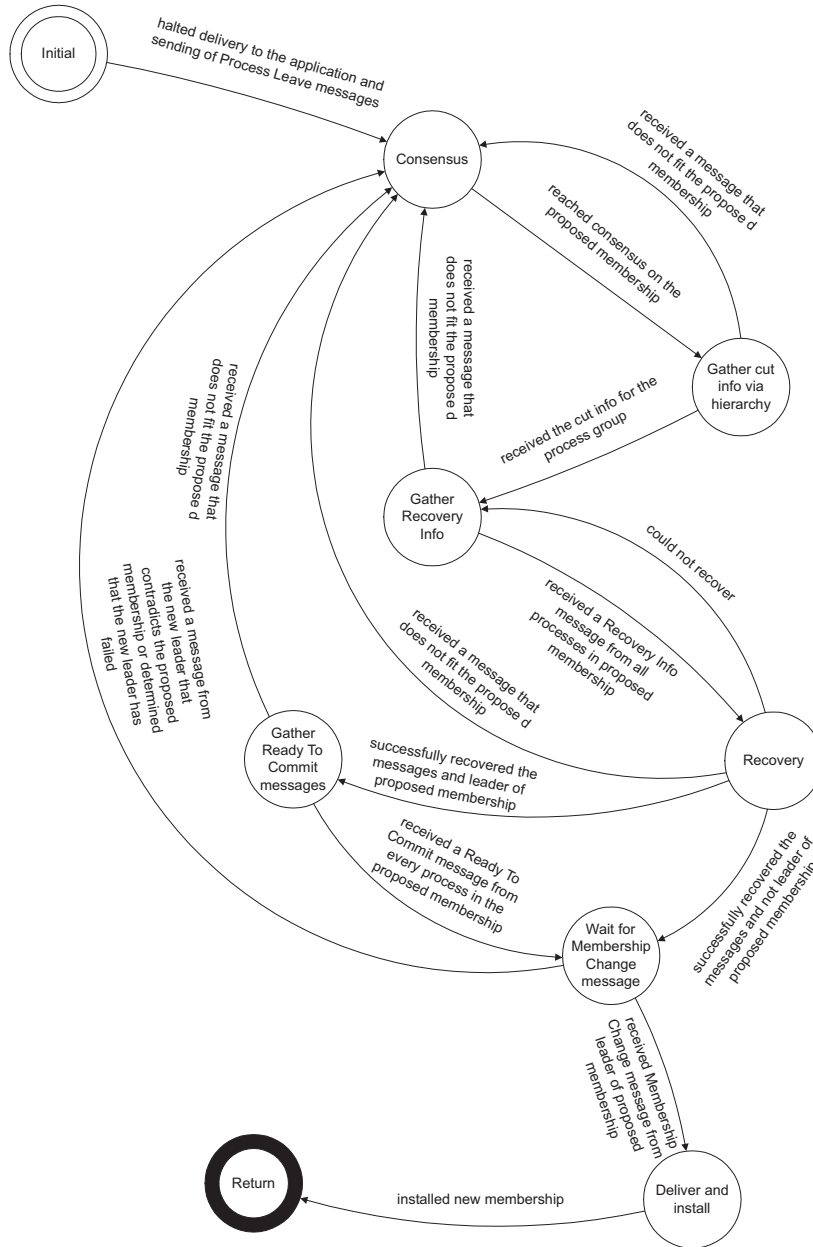 Initial
halted delivery to the application and
sending of Process Leave messages
Consensus
received a message that
does not fit the propose d
membership
reached consensus on the
proposed membership
received a message that
does not fit the propose d
membership
Gather cut
info via
hierarchy
received the cut info for the
process group
received a message that
does not fit the propose d
membership
Gather
Recovery
Info
could not recover
received a Recovery Info
message from all
processes in proposed
membership
received a message from
the new leader that
contradicts the proposed
membership or determined
that the new leader has
failed
received a message that
does not fit the propose d
membership
Gather
Ready To
Commit
messages
successfully recovered the
messages and leader of
proposed membership
Recovery
received a Ready To
Commit message from
every process in the
proposed membership
successfully recovered the
messages and not leader of
proposed membership
Wait for
Membership
Change
message
received Membership
Change message from
leader of proposed
membership
Return
installed new membership
Deliver and
install